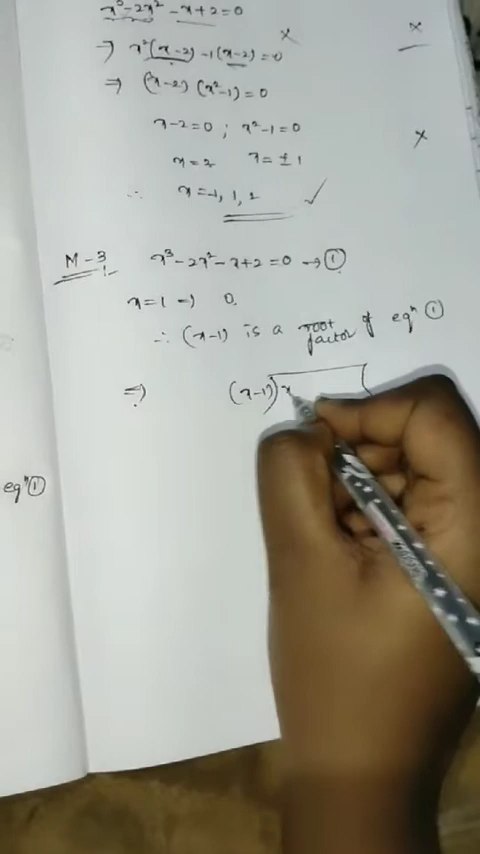 x³-2x²-x+2=0
⇒ x²(x-2)-1(x-2)=0
⇒ (x-2)(x²-1)=0
x-2=0 ; x²-1=0
x=2 x=±1
∴ x=-1, 1, 2 ✓
M-3 x³-2x²-x+2=0 → ①
x=1 ⇒ 0.
∴ (x-1) is a root factor of eqⁿ ①
⇒ (x-1))x
eqⁿ①